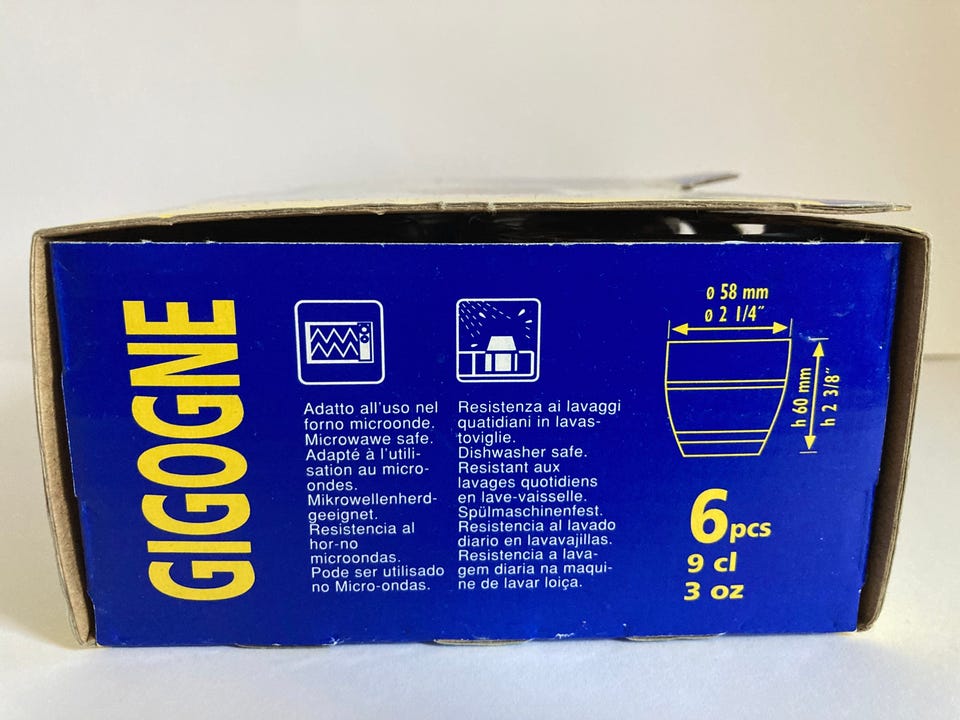 GIGOGNE
Adatto all'uso nel
forno microonde.
Microwawe safe.
Adapté à l'utili-
sation au micro-
ondes.
Mikrowellenherd-
geeignet.
Resistencia al
hor-no
microondas.
Pode ser utilisado
no Micro-ondas.
Resistenza ai lavaggi
quatidiani in lavas-
toviglie.
Dishwasher safe.
Resistant aux
lavages quotidiens
en lave-vaisselle.
Spülmaschinenfest.
Resistencia al lavado
diario en lavavajillas.
Resistencia a lava-
gem diaria na maqui-
ne de lavar loiça.
ø 58 mm
ø 2 1/4"
h 60 mm
h 2 3/8"
6pcs
9 cl
3 oz